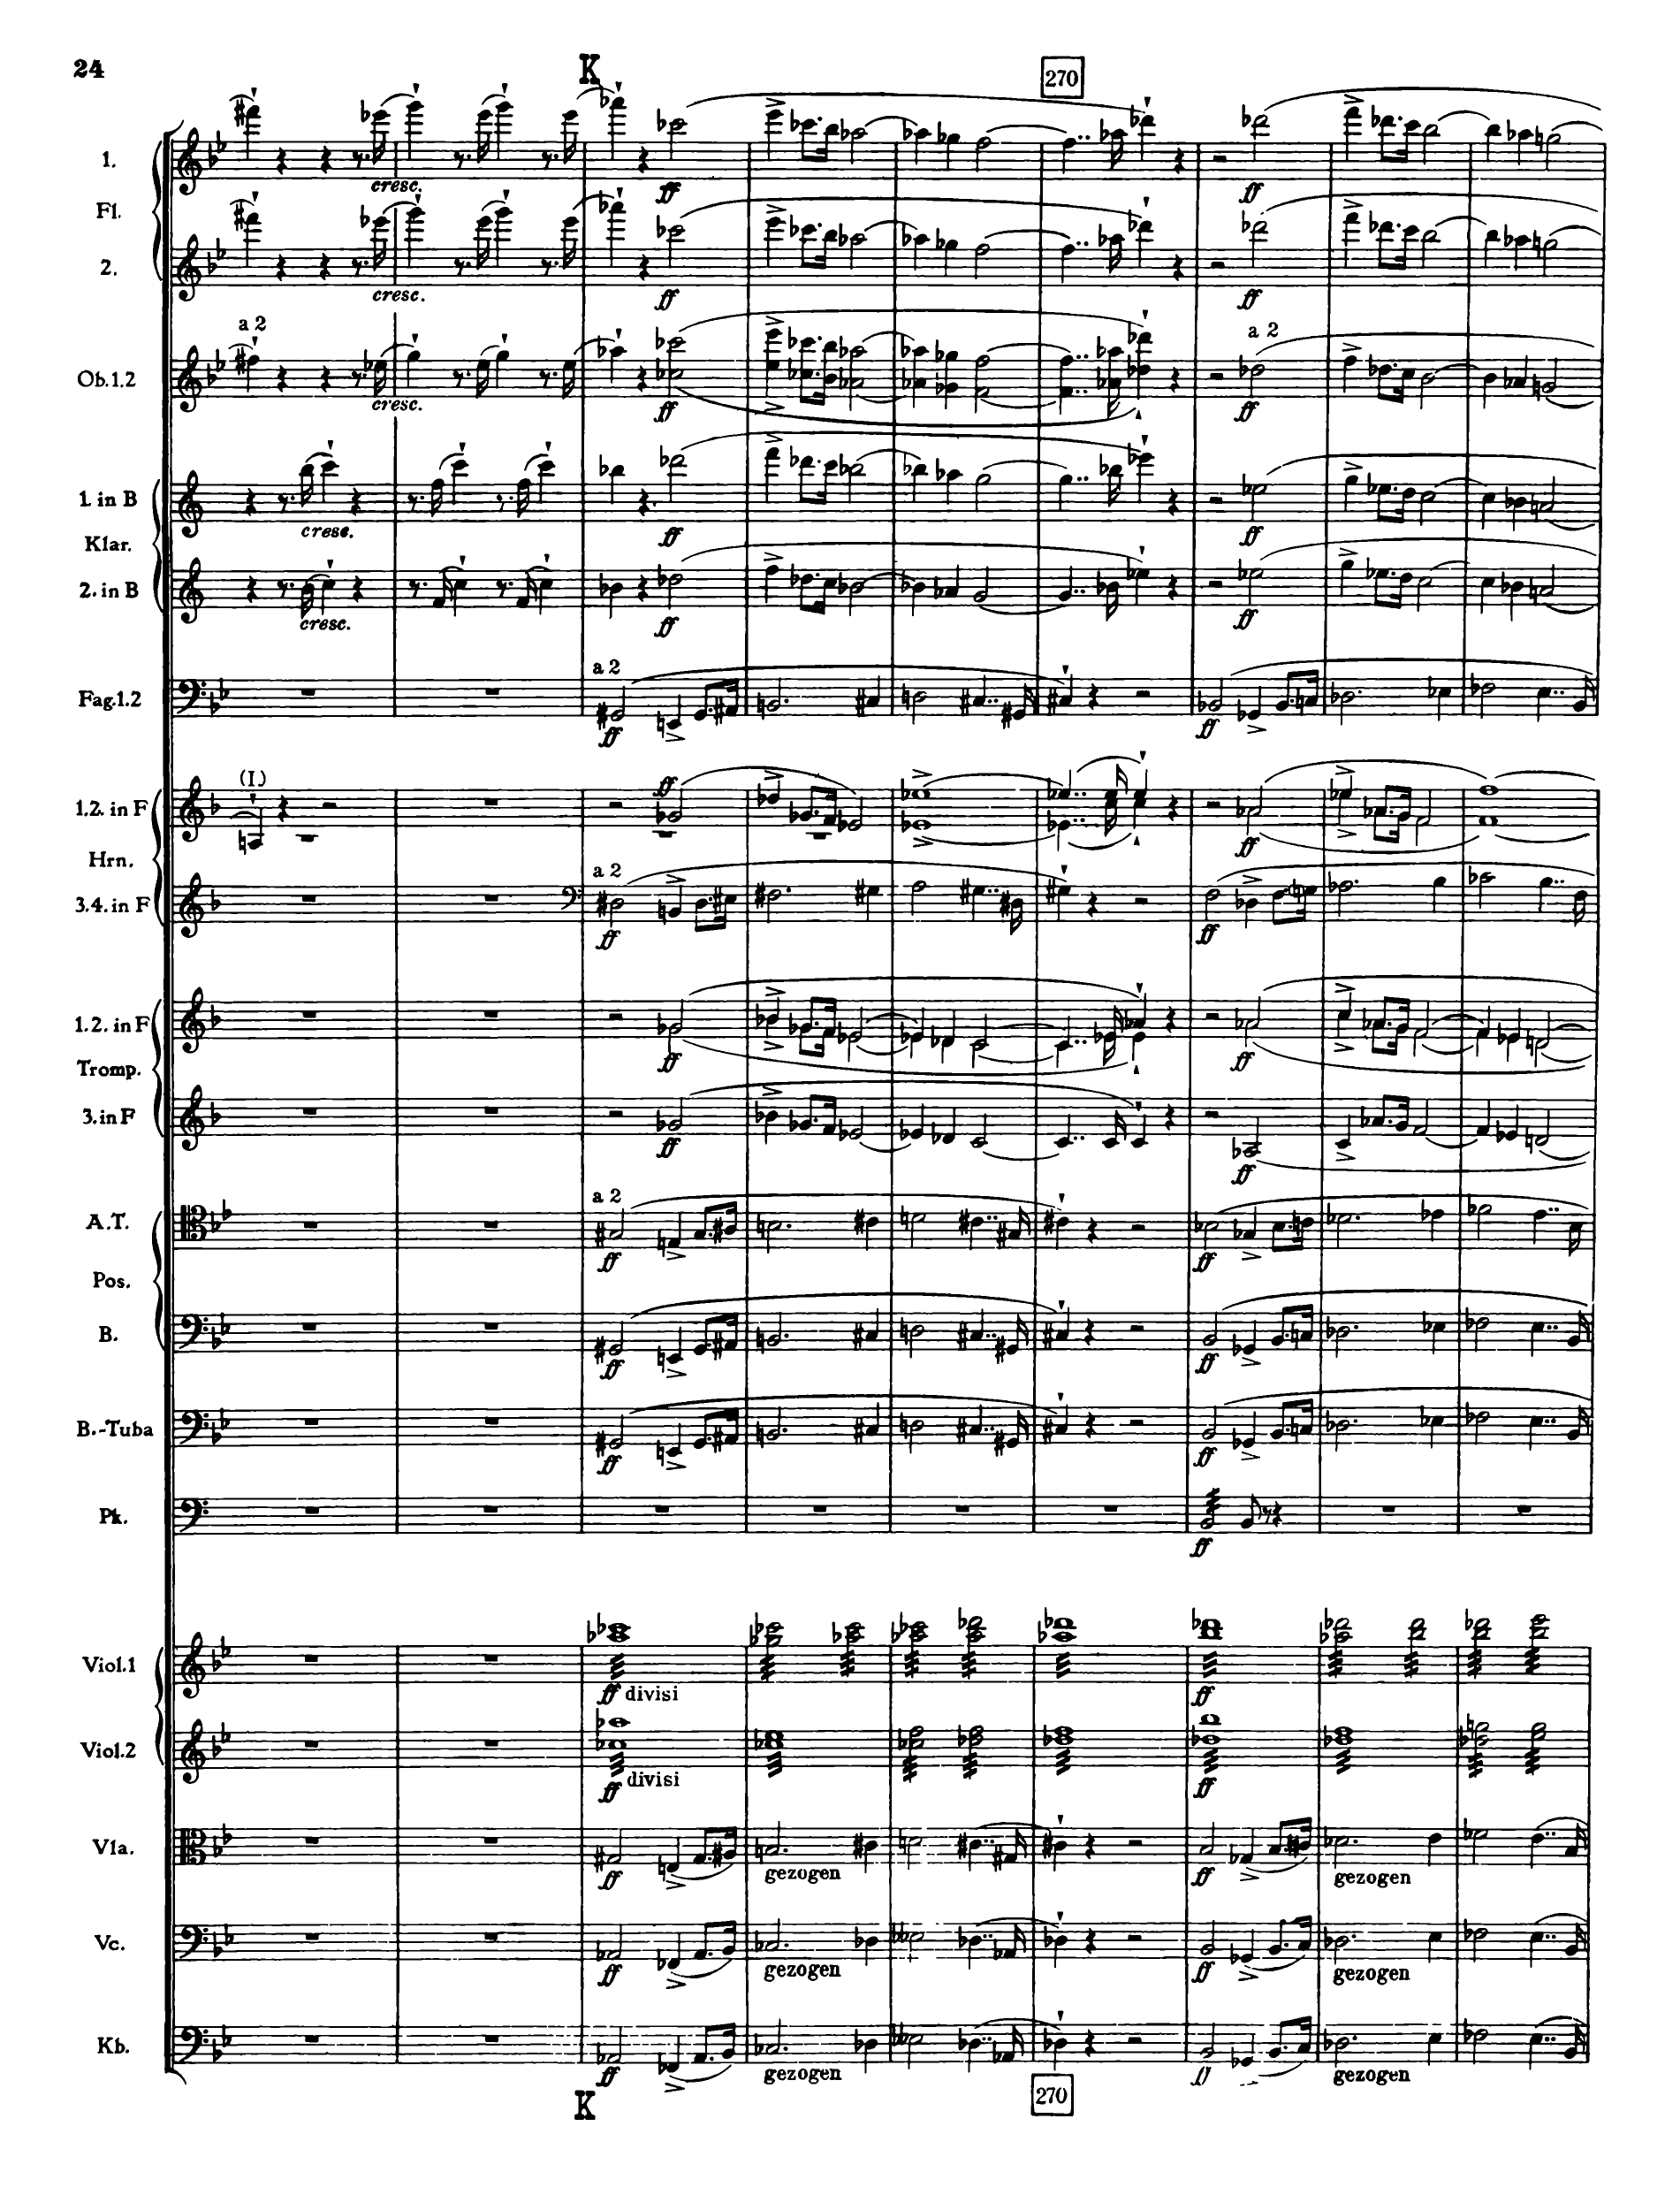 24
K
270
1.
cresc.
ff
ff
Fl.
2.
cresc.
ff
ff
a 2
a 2
Ob.1.2
cresc.
ff
ff
1. in B
cresc.
ff
ff
Klar.
2. in B
cresc.
ff
ff
a 2
Fag.1.2
ff
ff
(I.)
ff
1.2. in F
ff
Hrn.
a 2
3.4. in F
ff
ff
1.2. in F
ff
ff
Tromp.
3. in F
ff
ff
a 2
A.T.
ff
ff
Pos.
B.
ff
ff
B.-Tuba
ff
ff
Pk.
ff
Viol.1
ff divisi
ff
Viol.2
ff divisi
ff
Vla.
ff
gezogen
ff
gezogen
Vc.
ff
gezogen
ff
gezogen
Kb.
ff
gezogen
gezogen
K
270